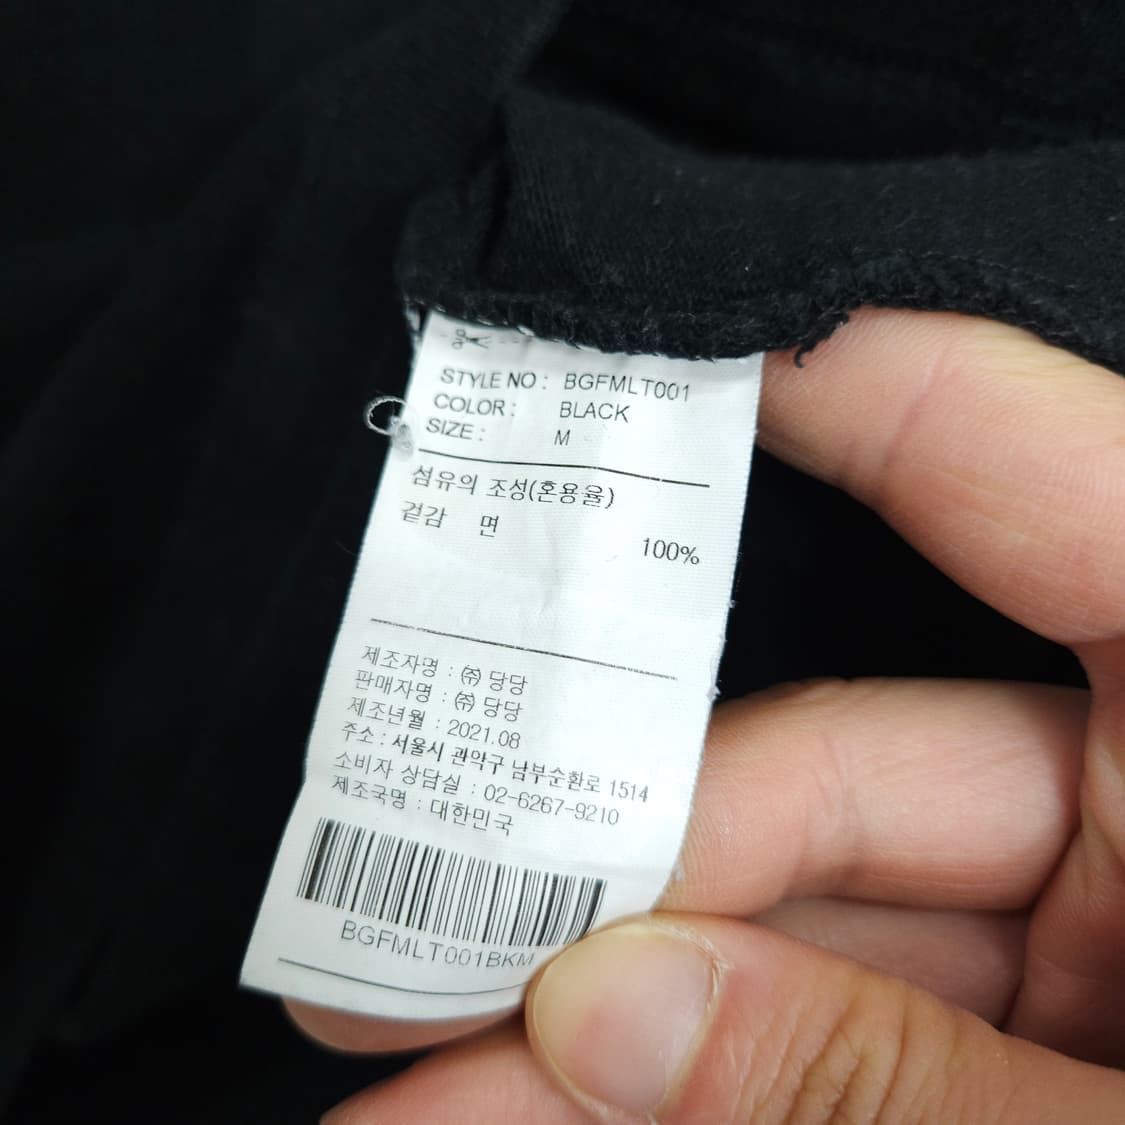 STYLE NO : BGFMLT001
COLOR : BLACK
SIZE : M
섬유의 조성(혼용율)
겉감 면 100%
제조자명 : ㈜ 당당
판매자명 : ㈜ 당당
제조년월 : 2021.08
주소 : 서울시 관악구 남부순환로 1514
소비자 상담실 : 02-6267-9210
제조국명 : 대한민국
BGFMLT001BKM